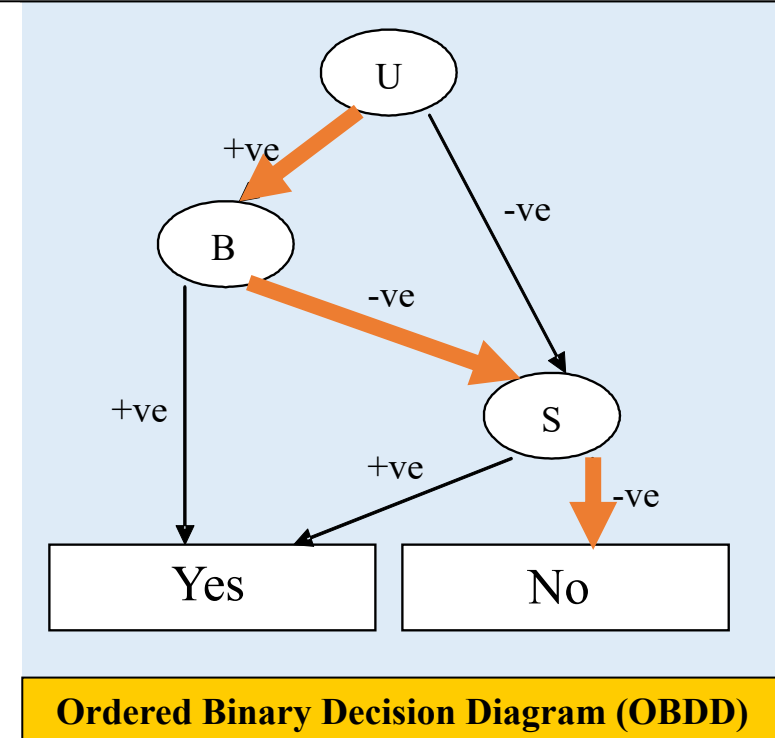 U
+ve
-ve
B
-ve
+ve
S
+ve
-ve
Yes
No
Ordered Binary Decision Diagram (OBDD)